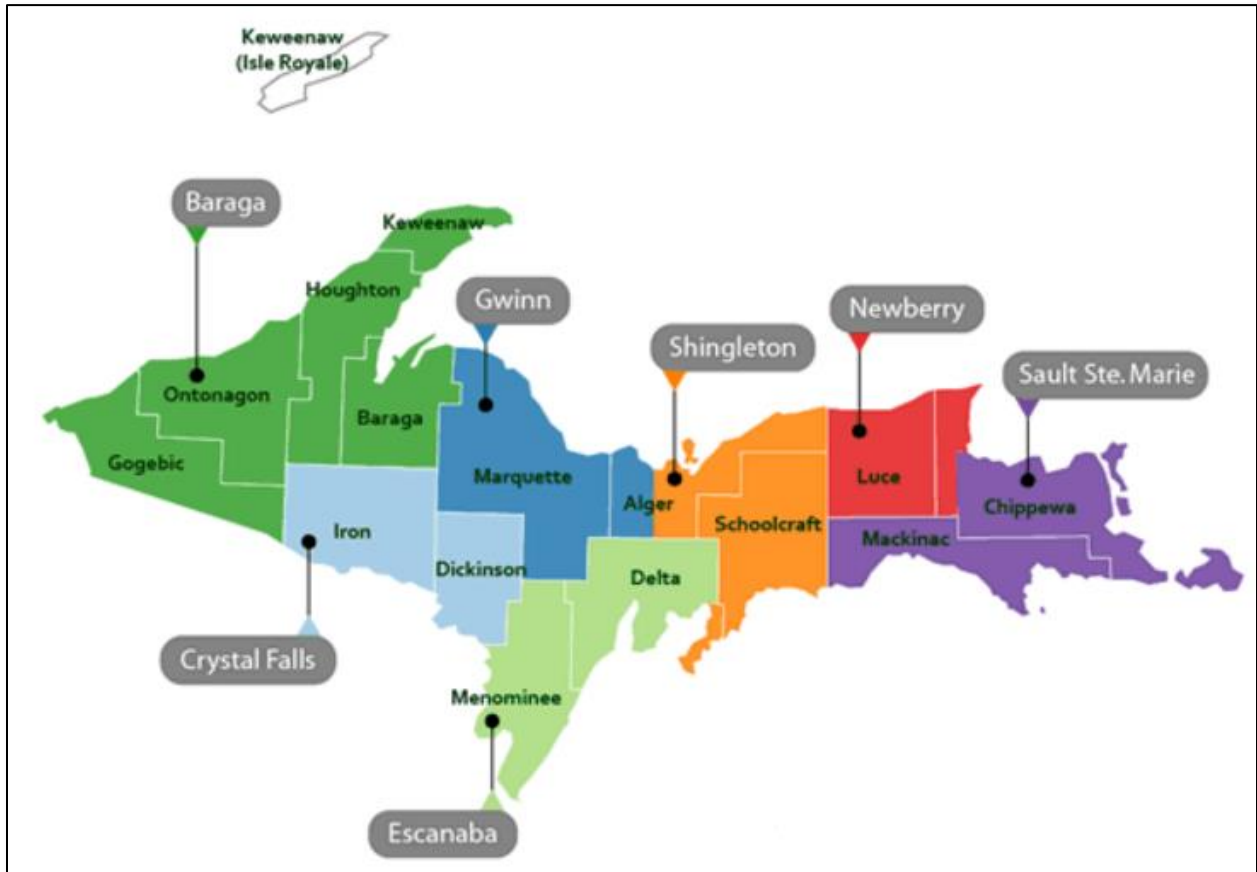 Keweenaw
(Isle Royale)
Baraga
Keweenaw
Houghton
Gwinn
Newberry
Shingleton
Sault Ste. Marie
Ontonagon
Baraga
Gogebic
Marquette
Alger
Luce
Schoolcraft
Chippewa
Iron
Mackinac
Dickinson
Delta
Crystal Falls
Menominee
Escanaba